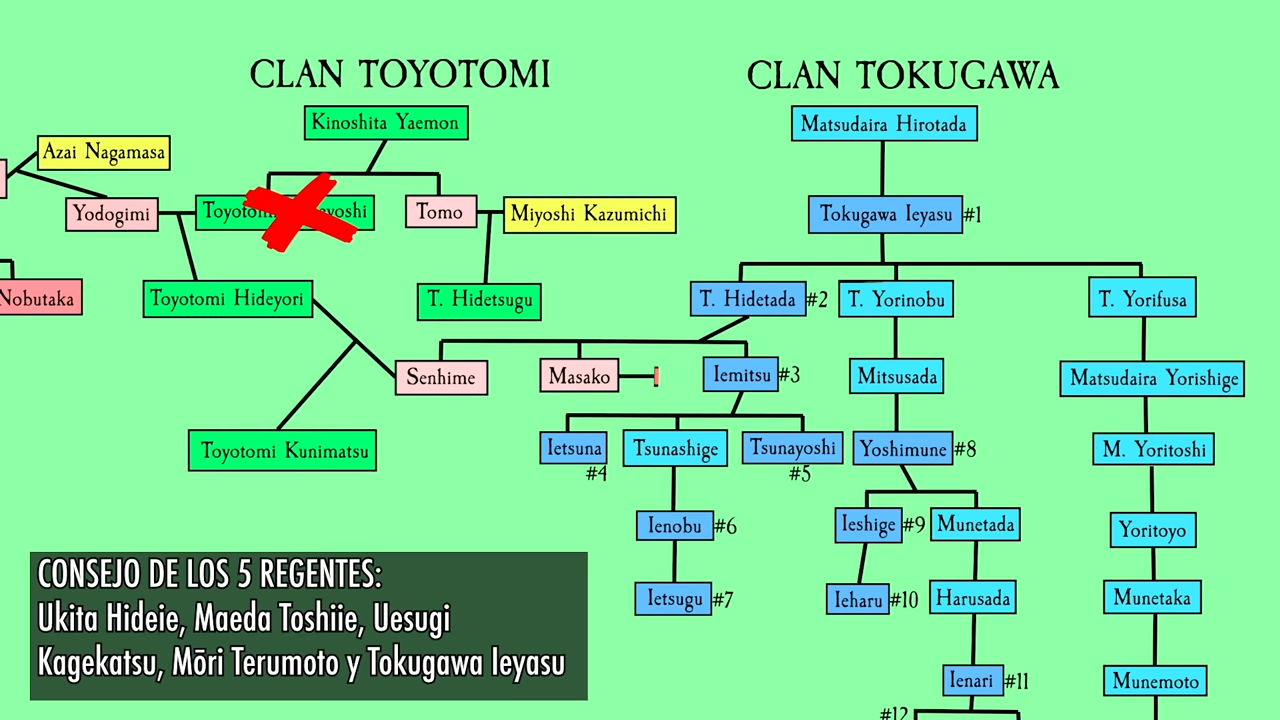 CLAN TOYOTOMI
CLAN TOKUGAWA
Kinoshita Yaemon
Matsudaira Hirotada
Azai Nagamasa
Yodogimi
Tomo
Miyoshi Kazumichi
Tokugawa Ieyasu #1
Nobutaka
Toyotomi Hideyori
T. Hidetsugu
T. Hidetada #2
T. Yorinobu
T. Yorifusa
Senhime
Masako
Iemitsu #3
Mitsusada
Matsudaira Yorishige
Toyotomi Kunimatsu
Ietsuna
#4
Tsunashige
Tsunayoshi
#5
Yoshimune #8
M. Yoritoshi
Ienobu #6
Ieshige #9
Munetada
Yoritoyo
Ietsugu #7
Ieharu #10
Harusada
Munetaka
Ienari #11
Munemoto
#12
CONSEJO DE LOS 5 REGENTES:
Ukita Hideie, Maeda Toshiie, Uesugi
Kagekatsu, Mōri Terumoto y Tokugawa Ieyasu